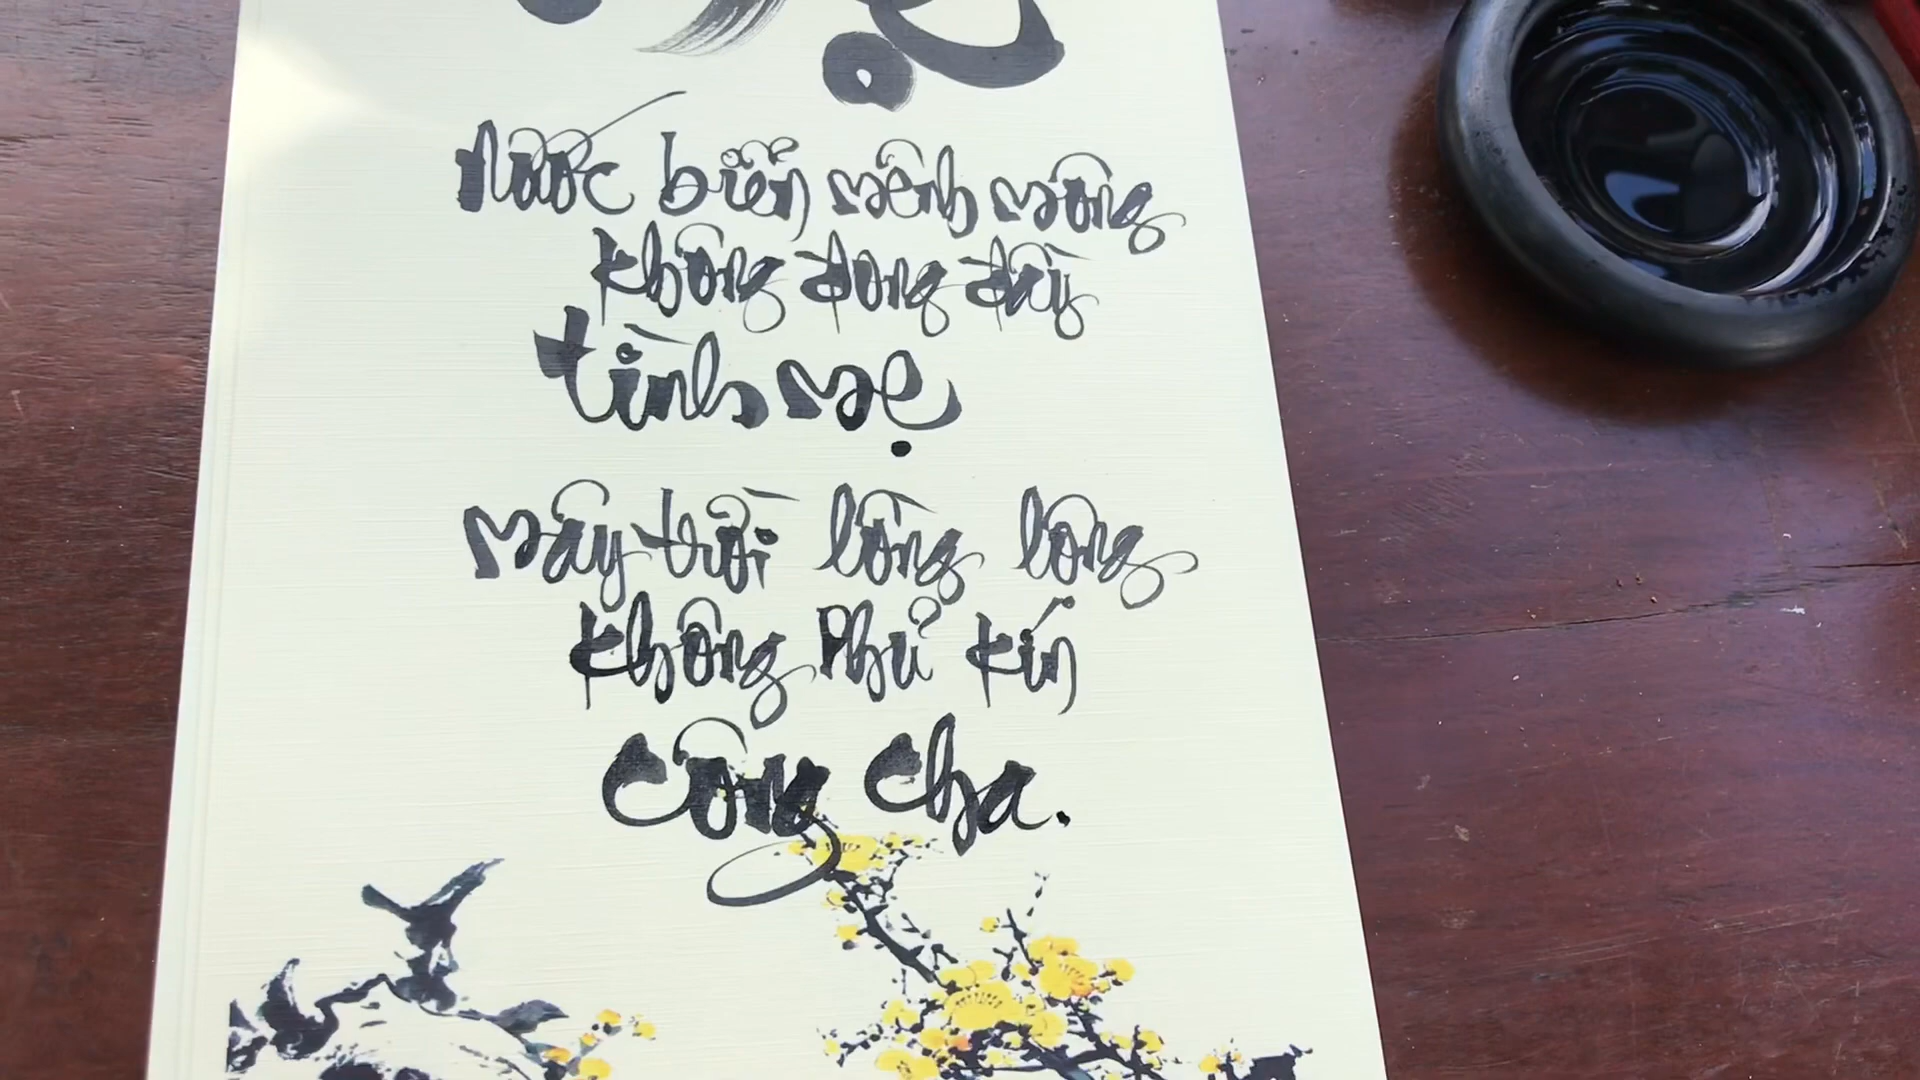 Nước biển mênh mông
không đong đầy
tình mẹ
mây trời lồng lộng
không Phủ kín
Công Cha.